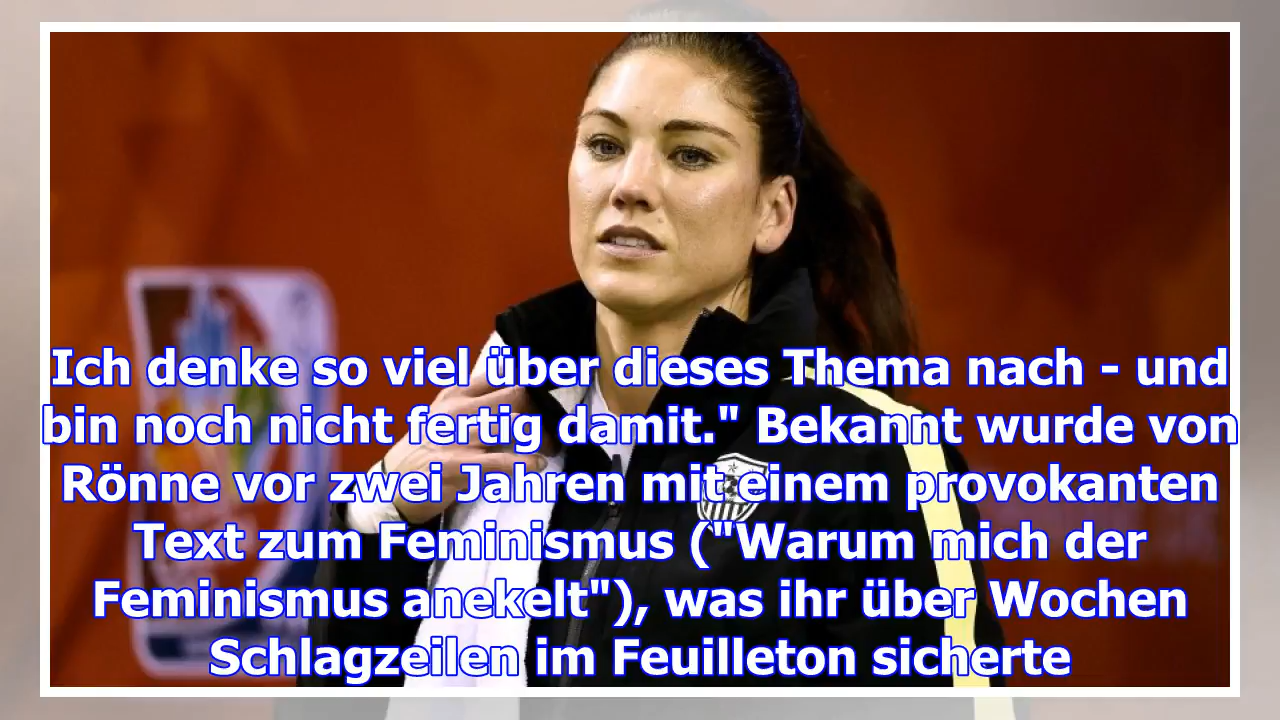 Ich denke so viel über dieses Thema nach - und
bin noch nicht fertig damit." Bekannt wurde von
Rönne vor zwei Jahren mit einem provokanten
Text zum Feminismus ("Warum mich der
Feminismus anekelt"), was ihr über Wochen
Schlagzeilen im Feuilleton sicherte